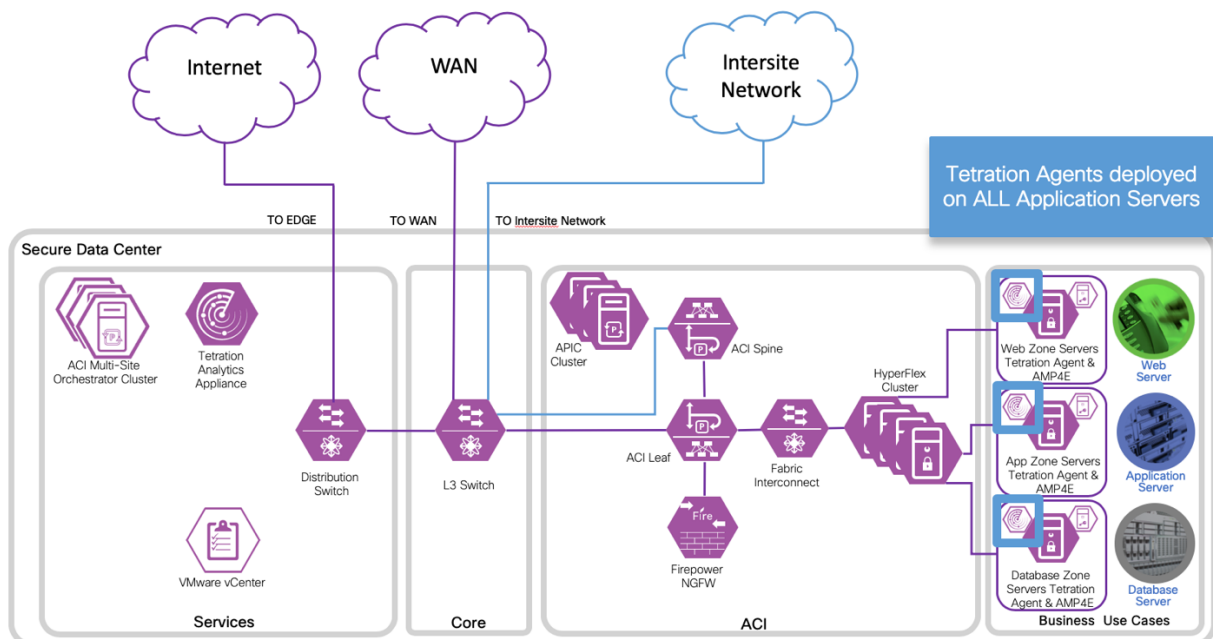 Internet
WAN
Intersite
Network
Tetration Agents deployed
on ALL Application Servers
TO EDGE
TO WAN
TO Intersite Network
Secure Data Center
ACI Multi-Site
Orchestrator Cluster
Tetration
Analytics
Appliance
Distribution
Switch
VMware vCenter
Services
L3 Switch
Core
APIC
Cluster
P
ACI Spine
P
ACI Leaf
Fire
Firepower
NGFW
Fabric
Interconnect
HyperFlex
Cluster
ACI
Web Zone Servers
Tetration Agent &
AMP4E
Web
Server
App Zone Servers
Tetration Agent &
AMP4E
Application
Server
Database Zone
Servers Tetration
Agent & AMP4E
Database
Server
Business Use Cases